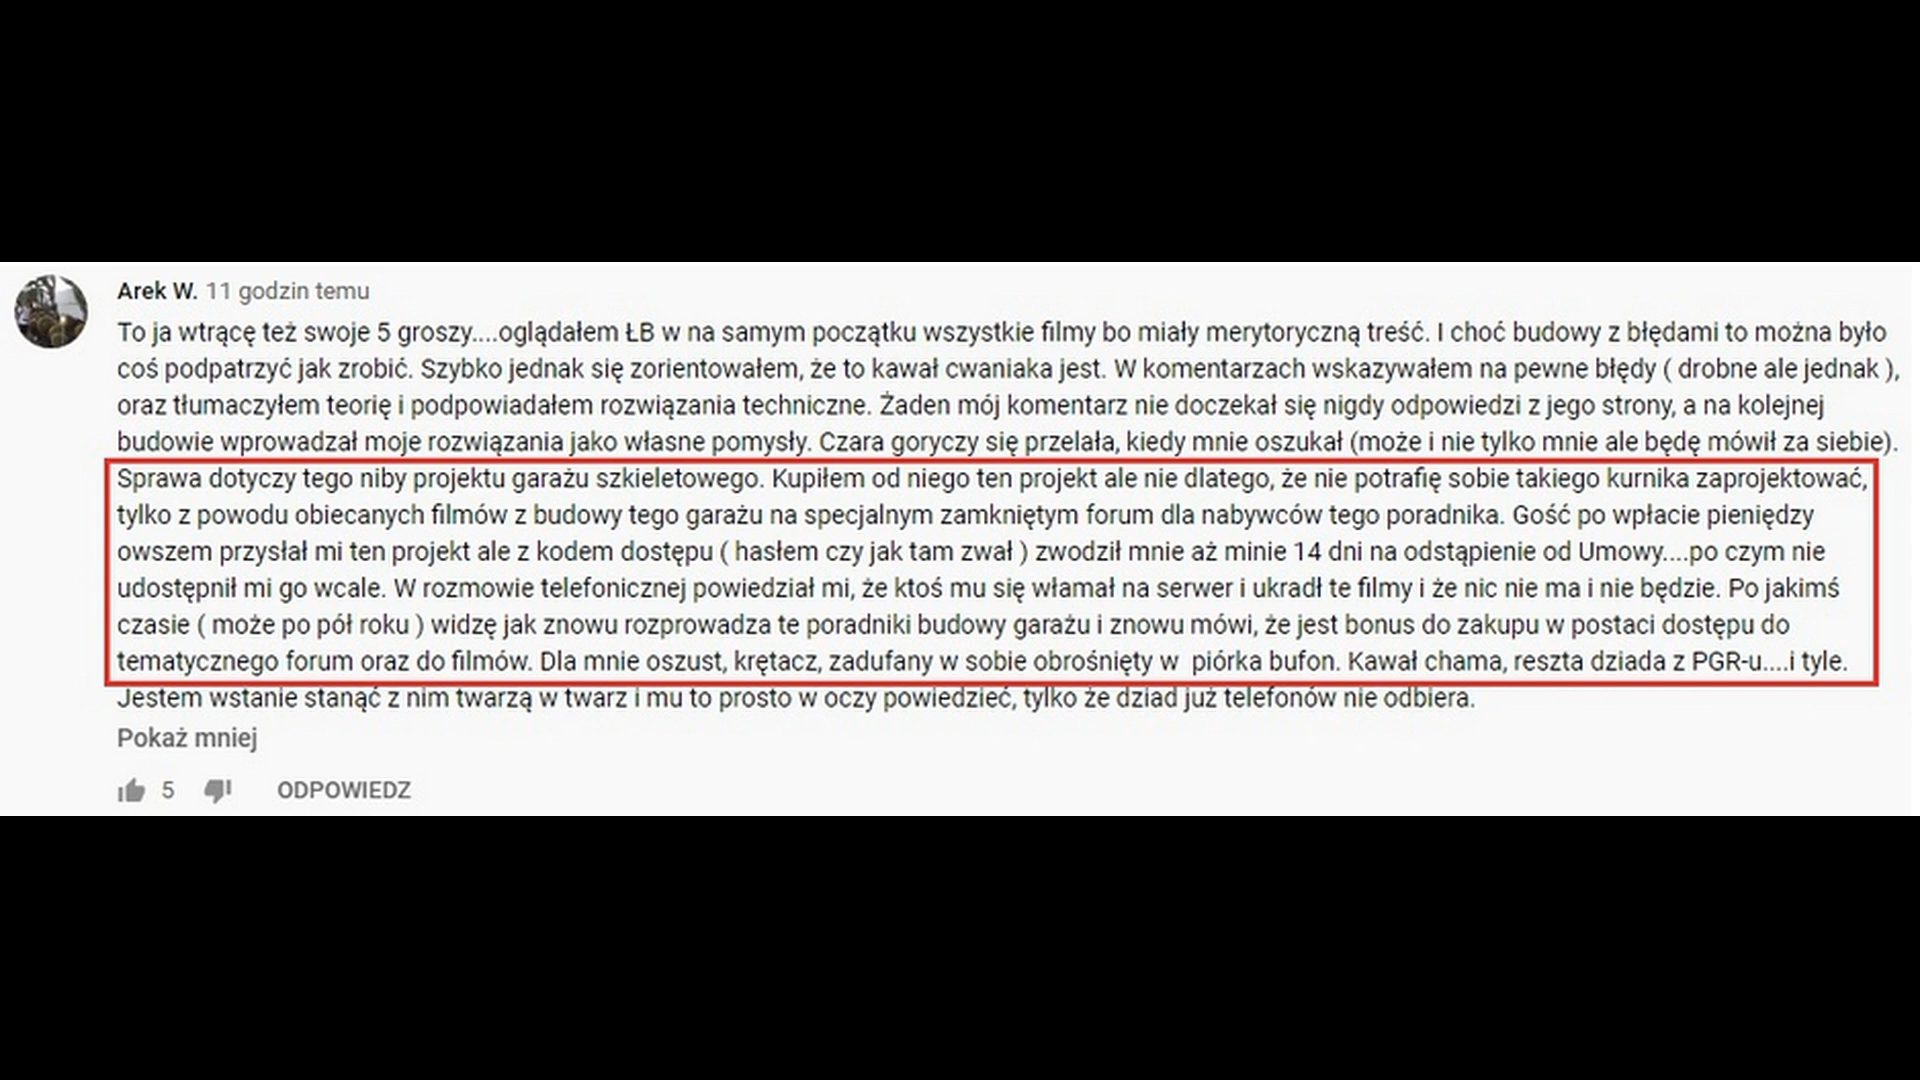 Arek W. 11 godzin temu
To ja wtrącę też swoje 5 groszy....oglądałem ŁB w na samym początku wszystkie filmy bo miały merytoryczną treść. I choć budowy z błędami to można było
coś podpatrzyć jak zrobić. Szybko jednak się zorientowałem, że to kawał cwaniaka jest. W komentarzach wskazywałem na pewne błędy ( drobne ale jednak ),
oraz tłumaczyłem teorię i podpowiadałem rozwiązania techniczne. Żaden mój komentarz nie doczekał się nigdy odpowiedzi z jego strony, a na kolejnej
budowie wprowadzał moje rozwiązania jako własne pomysły. Czara goryczy się przelała, kiedy mnie oszukał (może i nie tylko mnie ale będę mówił za siebie).
Sprawa dotyczy tego niby projektu garażu szkieletowego. Kupiłem od niego ten projekt ale nie dlatego, że nie potrafię sobie takiego kurnika zaprojektować,
tylko z powodu obiecanych filmów z budowy tego garażu na specjalnym zamkniętym forum dla nabywców tego poradnika. Gość po wpłacie pieniędzy
owszem przysłał mi ten projekt ale z kodem dostępu ( hasłem czy jak tam zwał ) zwodził mnie aż minie 14 dni na odstąpienie od Umowy....po czym nie
udostępnił mi go wcale. W rozmowie telefonicznej powiedział mi, że ktoś mu się włamał na serwer i ukradł te filmy i że nic nie ma i nie będzie. Po jakimś
czasie ( może po pół roku ) widzę jak znowu rozprowadza te poradniki budowy garażu i znowu mówi, że jest bonus do zakupu w postaci dostępu do
tematycznego forum oraz do filmów. Dla mnie oszust, krętacz, zadufany w sobie obrośnięty w  piórka bufon. Kawał chama, reszta dziada z PGR-u....i tyle.
Jestem wstanie stanąć z nim twarzą w twarz i mu to prosto w oczy powiedzieć, tylko że dziad już telefonów nie odbiera.
Pokaż mniej
5 ODPOWIEDZ